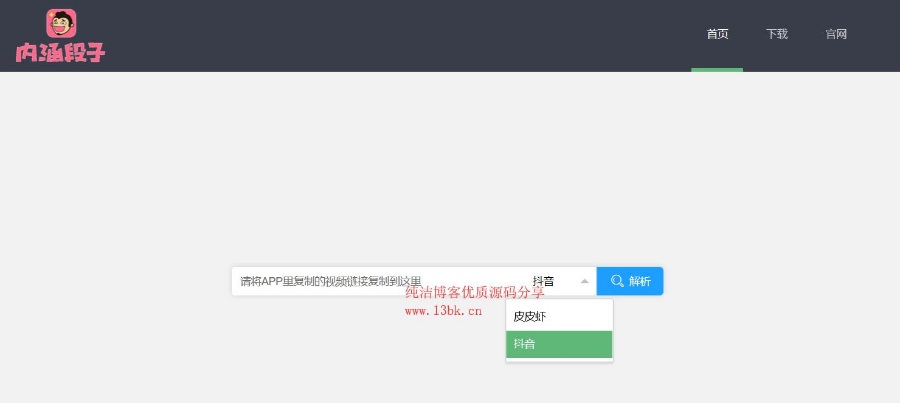 内涵段子
首页 下载 官网
请将APP里复制的视频链接复制到这里 抖音 解析
纯洁博客优质源码分享
www.13bk.cn
皮皮虾
抖音